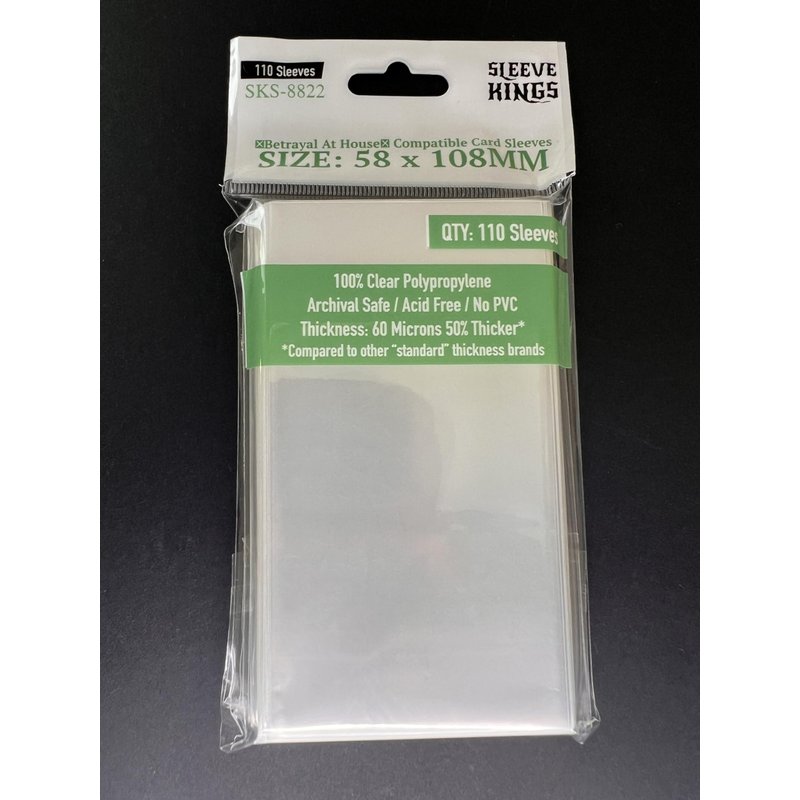 110 Sleeves
SKS-8822
SLEEVE
KINGS
☒Betrayal At House☒ Compatible Card Sleeves
SIZE: 58 x 108MM
QTY: 110 Sleeves
100% Clear Polypropylene
Archival Safe / Acid Free / No PVC
Thickness: 60 Microns 50% Thicker*
*Compared to other “standard” thickness brands